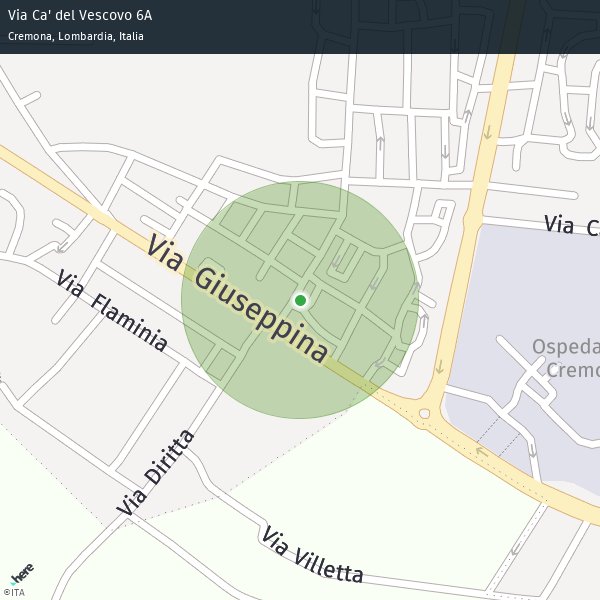 Via Ca' del Vescovo 6A
Cremona, Lombardia, Italia
Via C
Via Giuseppina
Via Flaminia
Ospeda
Cremo
Via Diritta
Via Villetta
here
©ITA